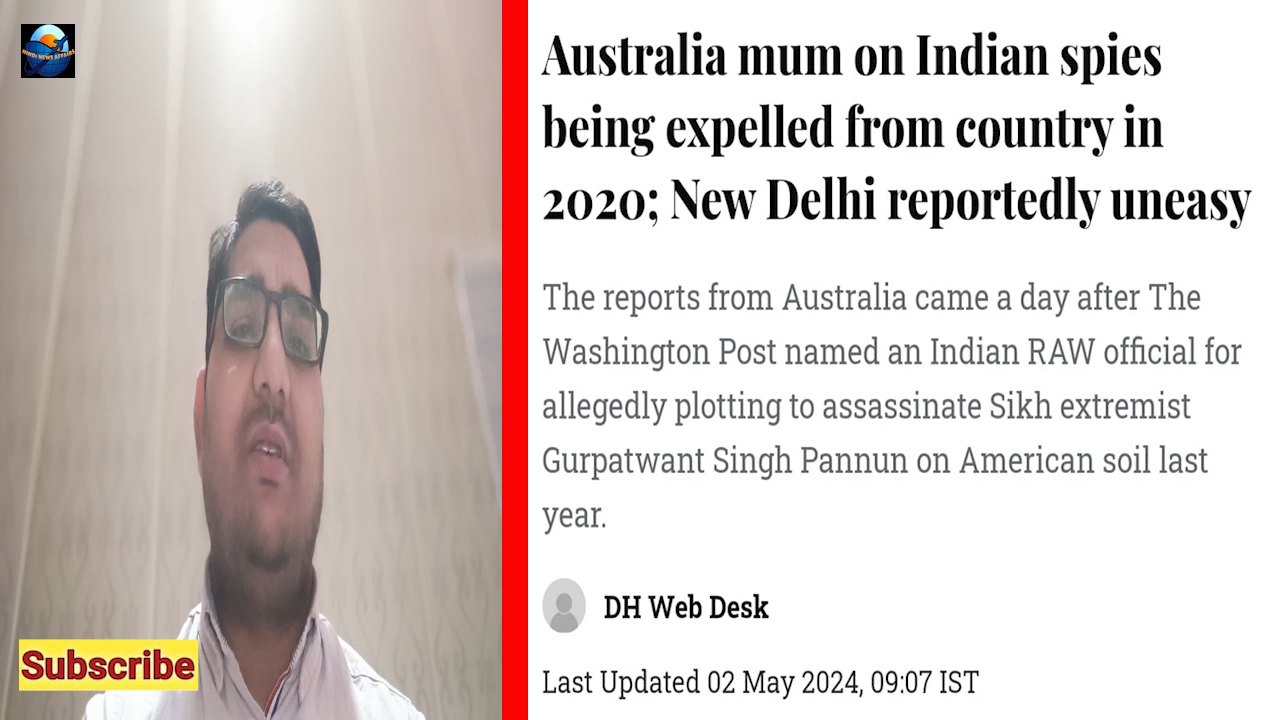 HINDI NEWS AFFAIRS
Australia mum on Indian spies
being expelled from country in
2020; New Delhi reportedly uneasy
The reports from Australia came a day after The
Washington Post named an Indian RAW official for
allegedly plotting to assassinate Sikh extremist
Gurpatwant Singh Pannun on American soil last
year.
DH Web Desk
Last Updated 02 May 2024, 09:07 IST
Subscribe